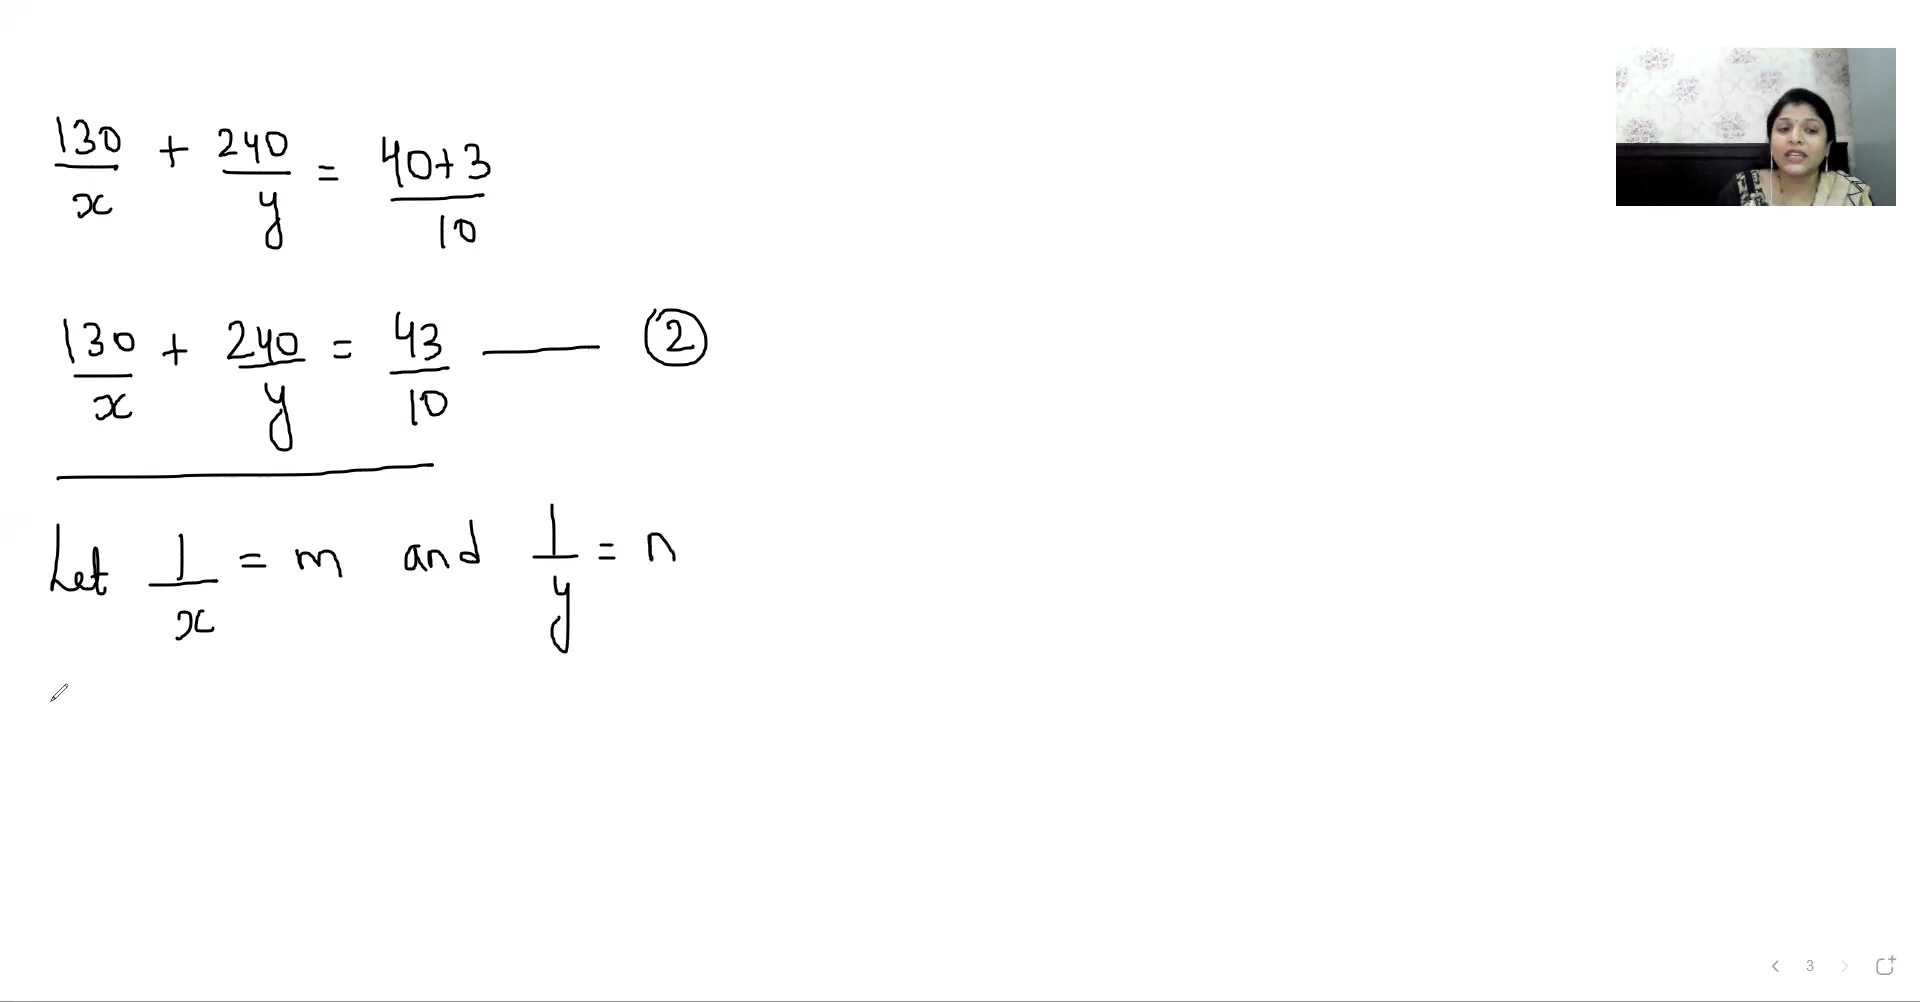 130/x + 240/y = 40+3/10
130/x + 240/y = 43/10 —— 2
Let 1/x = m and 1/y = n
3